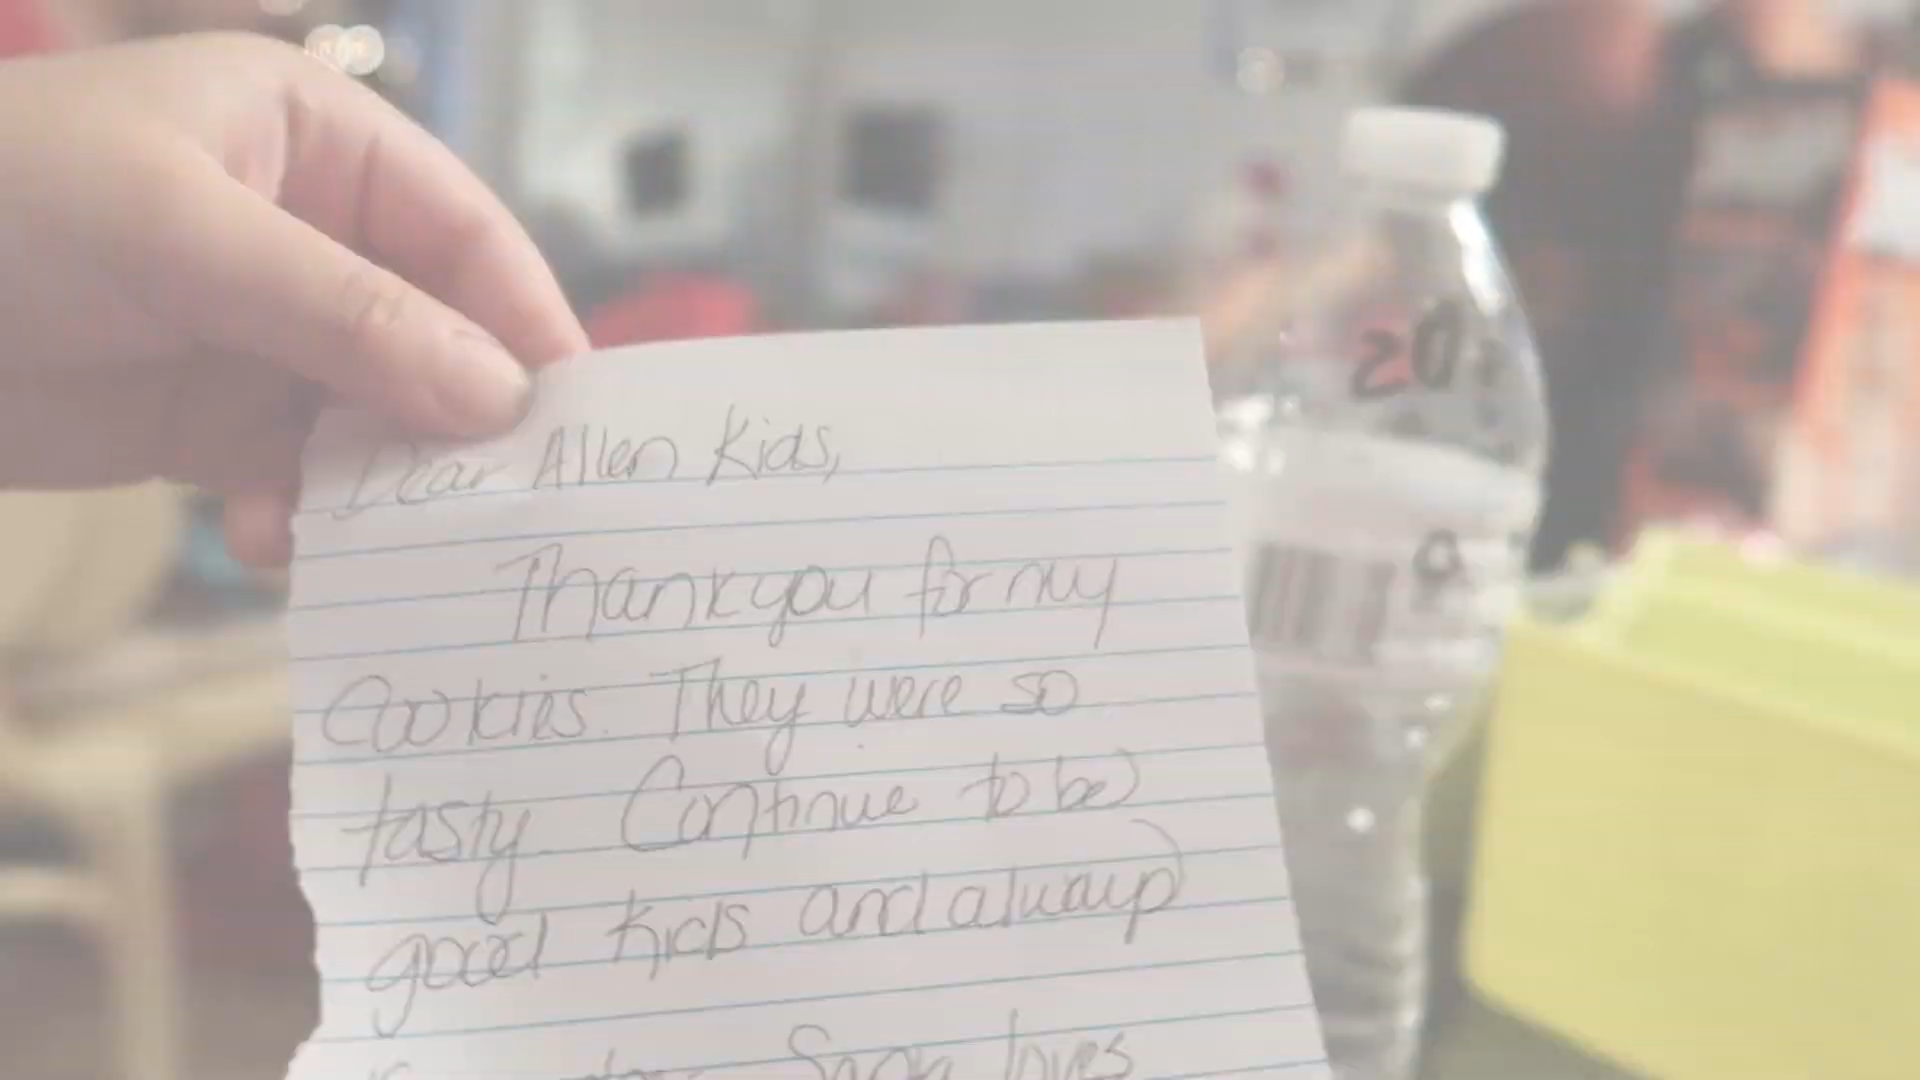 Dear Allen Kids,
Thank you for my
Cookies. They were so
tasty. Continue to be
good Kids and always
Santa loves